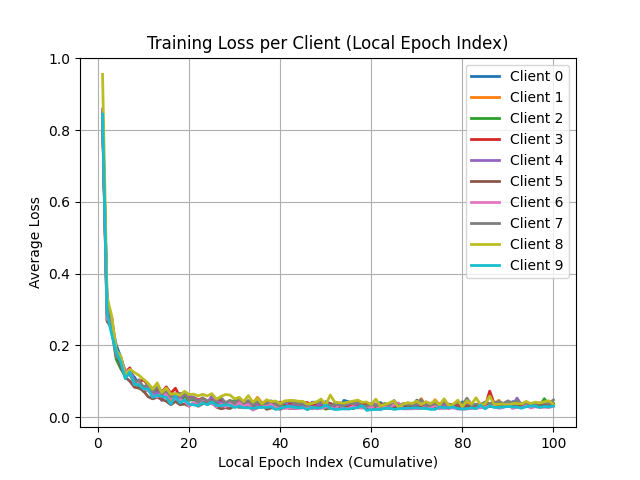 Training Loss per Client (Local Epoch Index)
1.0
0.8
0.6
0.4
0.2
0.0
Average Loss
0 20 40 60 80 100
Local Epoch Index (Cumulative)
Client 0
Client 1
Client 2
Client 3
Client 4
Client 5
Client 6
Client 7
Client 8
Client 9